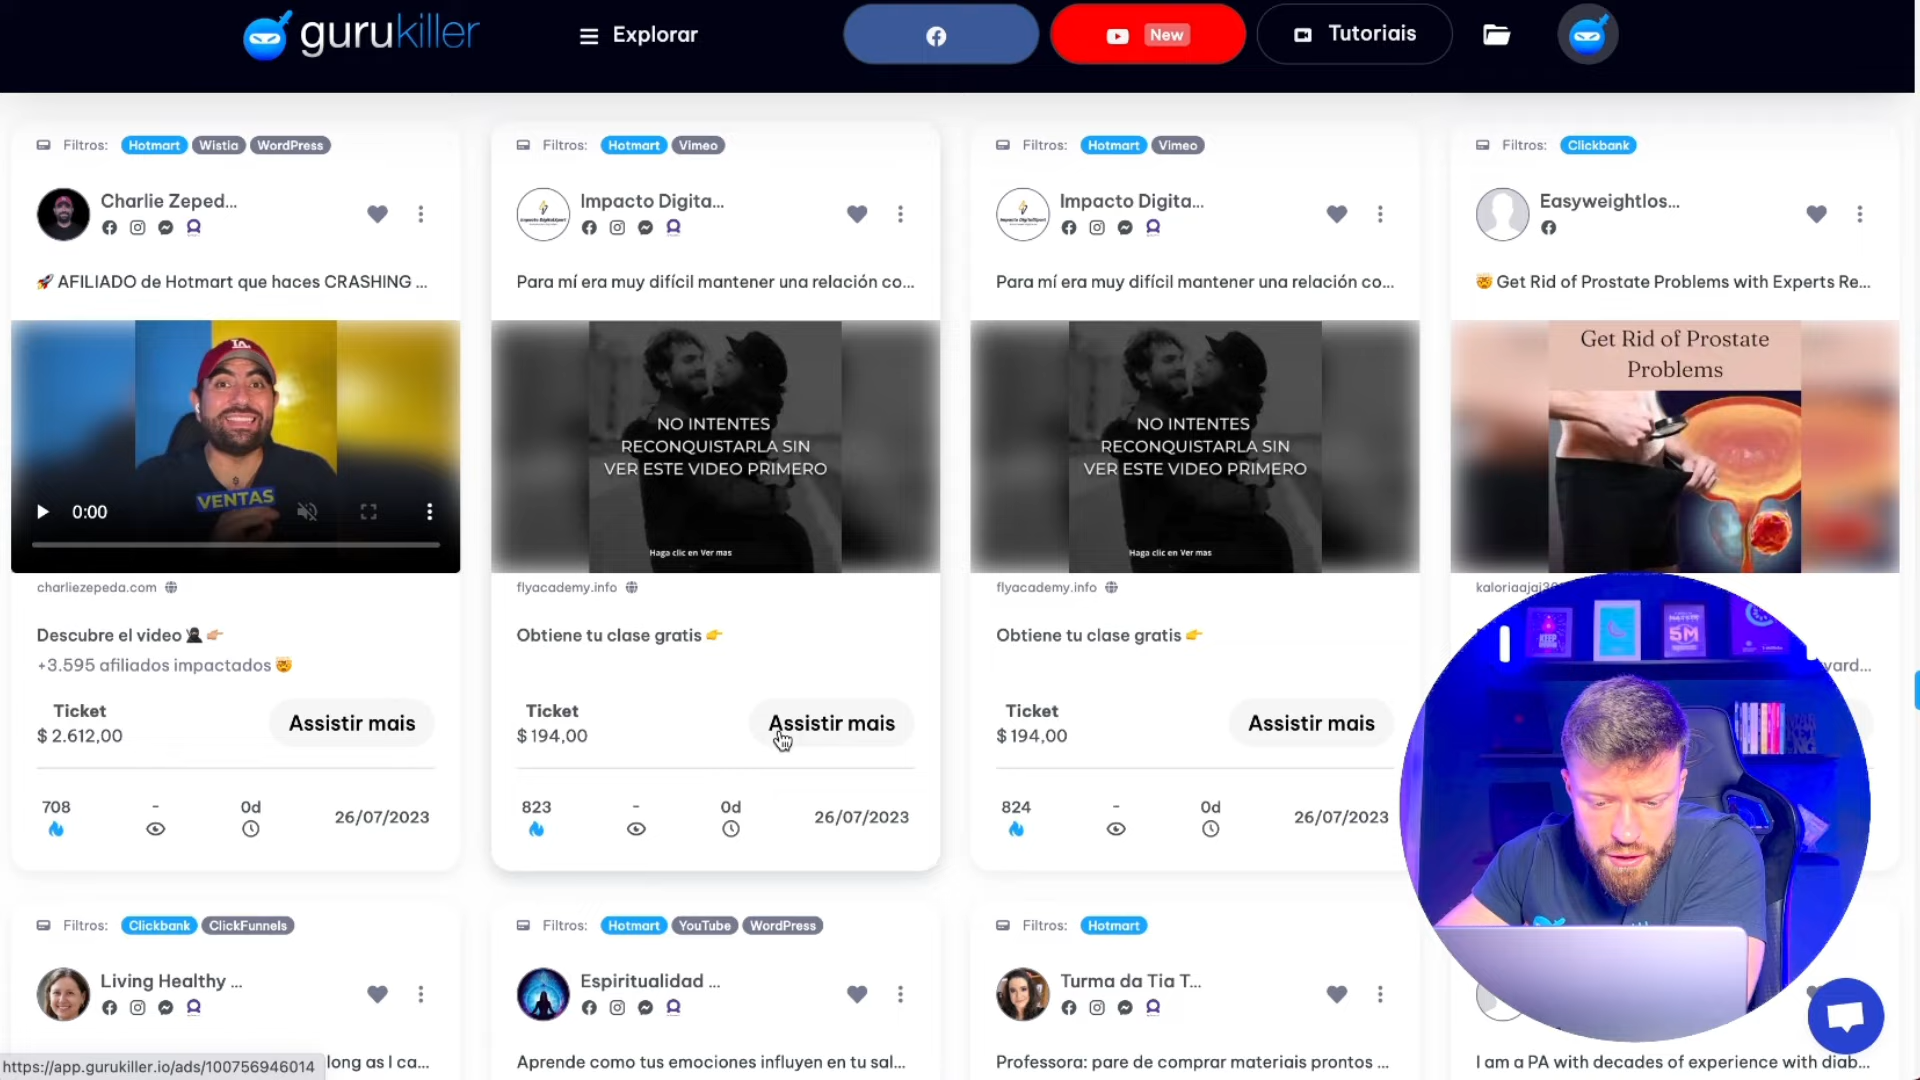 gurukiller
Explorar
New
Tutoriais
Filtros: Hotmart Wistia WordPress
Charlie Zeped...
🚀 AFILIADO de Hotmart que haces CRASHING ...
LA
VENTAS
0:00
charliezepeda.com
Descubre el video
+3.595 afiliados impactados 🤯
Ticket
$ 2.612,00
Assistir mais
708
-
0d
26/07/2023
Filtros: Hotmart Vimeo
Impacto Digita...
Para mí era muy difícil mantener una relación co...
NO INTENTES
RECONQUISTARLA SIN
VER ESTE VIDEO PRIMERO
Haga clic en Ver mas
flyacademy.info
Obtiene tu clase gratis 👉
Ticket
$ 194,00
Assistir mais
823
-
0d
26/07/2023
Filtros: Hotmart Vimeo
Impacto Digita...
Para mí era muy difícil mantener una relación co...
NO INTENTES
RECONQUISTARLA SIN
VER ESTE VIDEO PRIMERO
Haga clic en Ver mas
flyacademy.info
Obtiene tu clase gratis 👉
Ticket
$ 194,00
Assistir mais
824
-
0d
26/07/2023
Filtros: Clickbank
Easyweightlos...
🤯 Get Rid of Prostate Problems with Experts Re...
Get Rid of Prostate
Problems
5M
Filtros: Clickbank ClickFunnels
Living Healthy ...
long as I ca...
Filtros: Hotmart YouTube WordPress
Espiritualidad ...
Aprende como tus emociones influyen en tu sal...
Filtros: Hotmart
Turma da Tia T...
Professora: pare de comprar materiais prontos ...
I am a PA with decades of experience with diab...
https://app.gurukiller.io/ads/100756946014